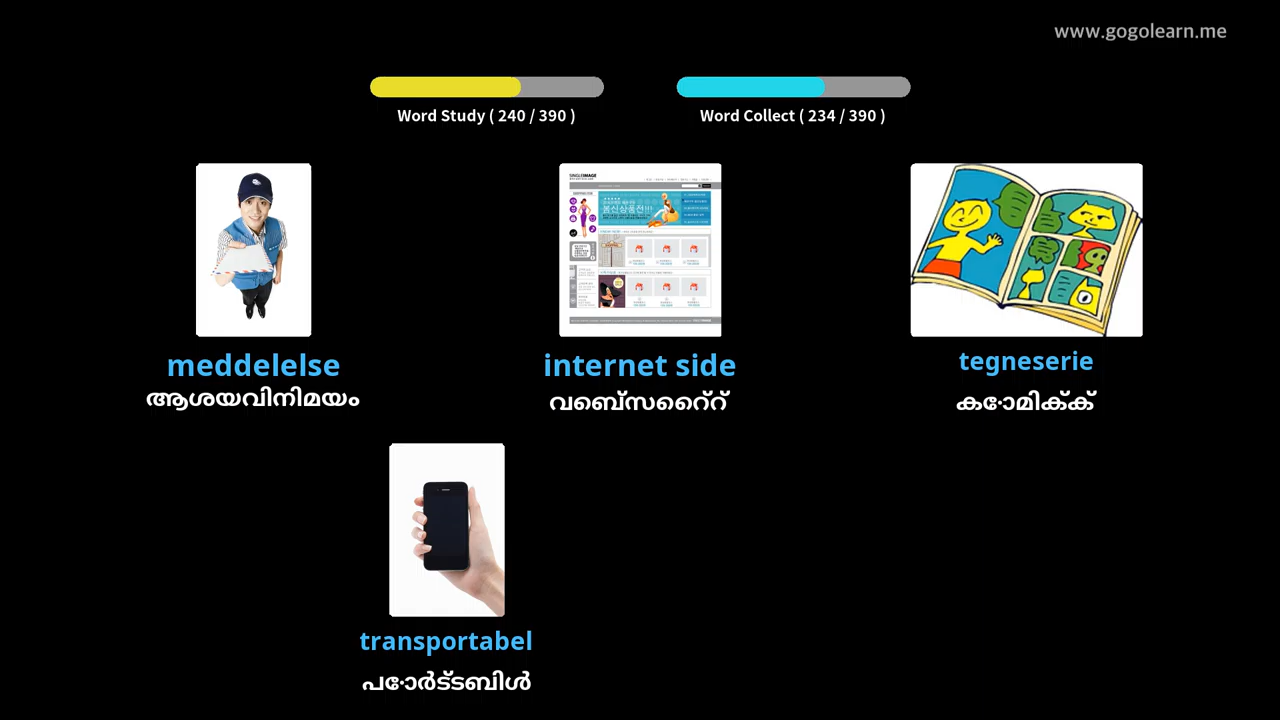 www.gogolearn.me
Word Study ( 240 / 390 )
Word Collect ( 234 / 390 )
meddelelse
ആശയവിനിമയം
internet side
വെബ്സൈറ്റ്
tegneserie
കോമിക്ക്
transportabel
പോർട്ടബിൾ